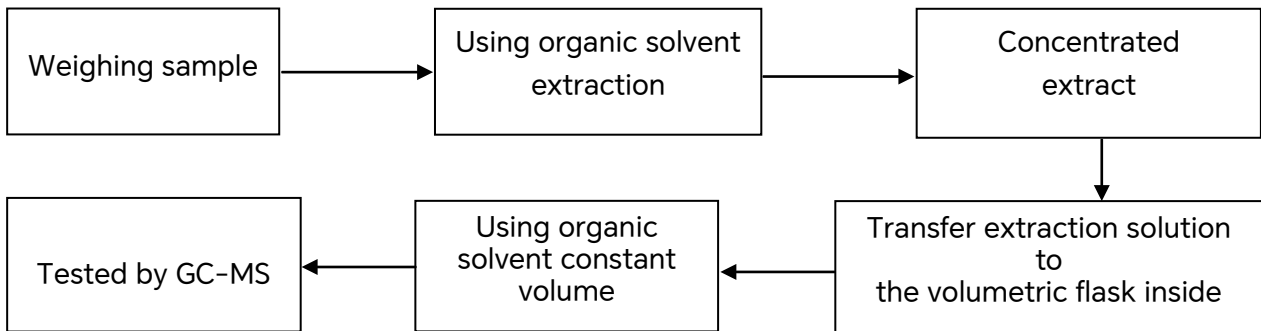 Weighing sample
Using organic solvent
extraction
Concentrated
extract
Transfer extraction solution
to
the volumetric flask inside
Using organic
solvent constant
volume
Tested by GC-MS